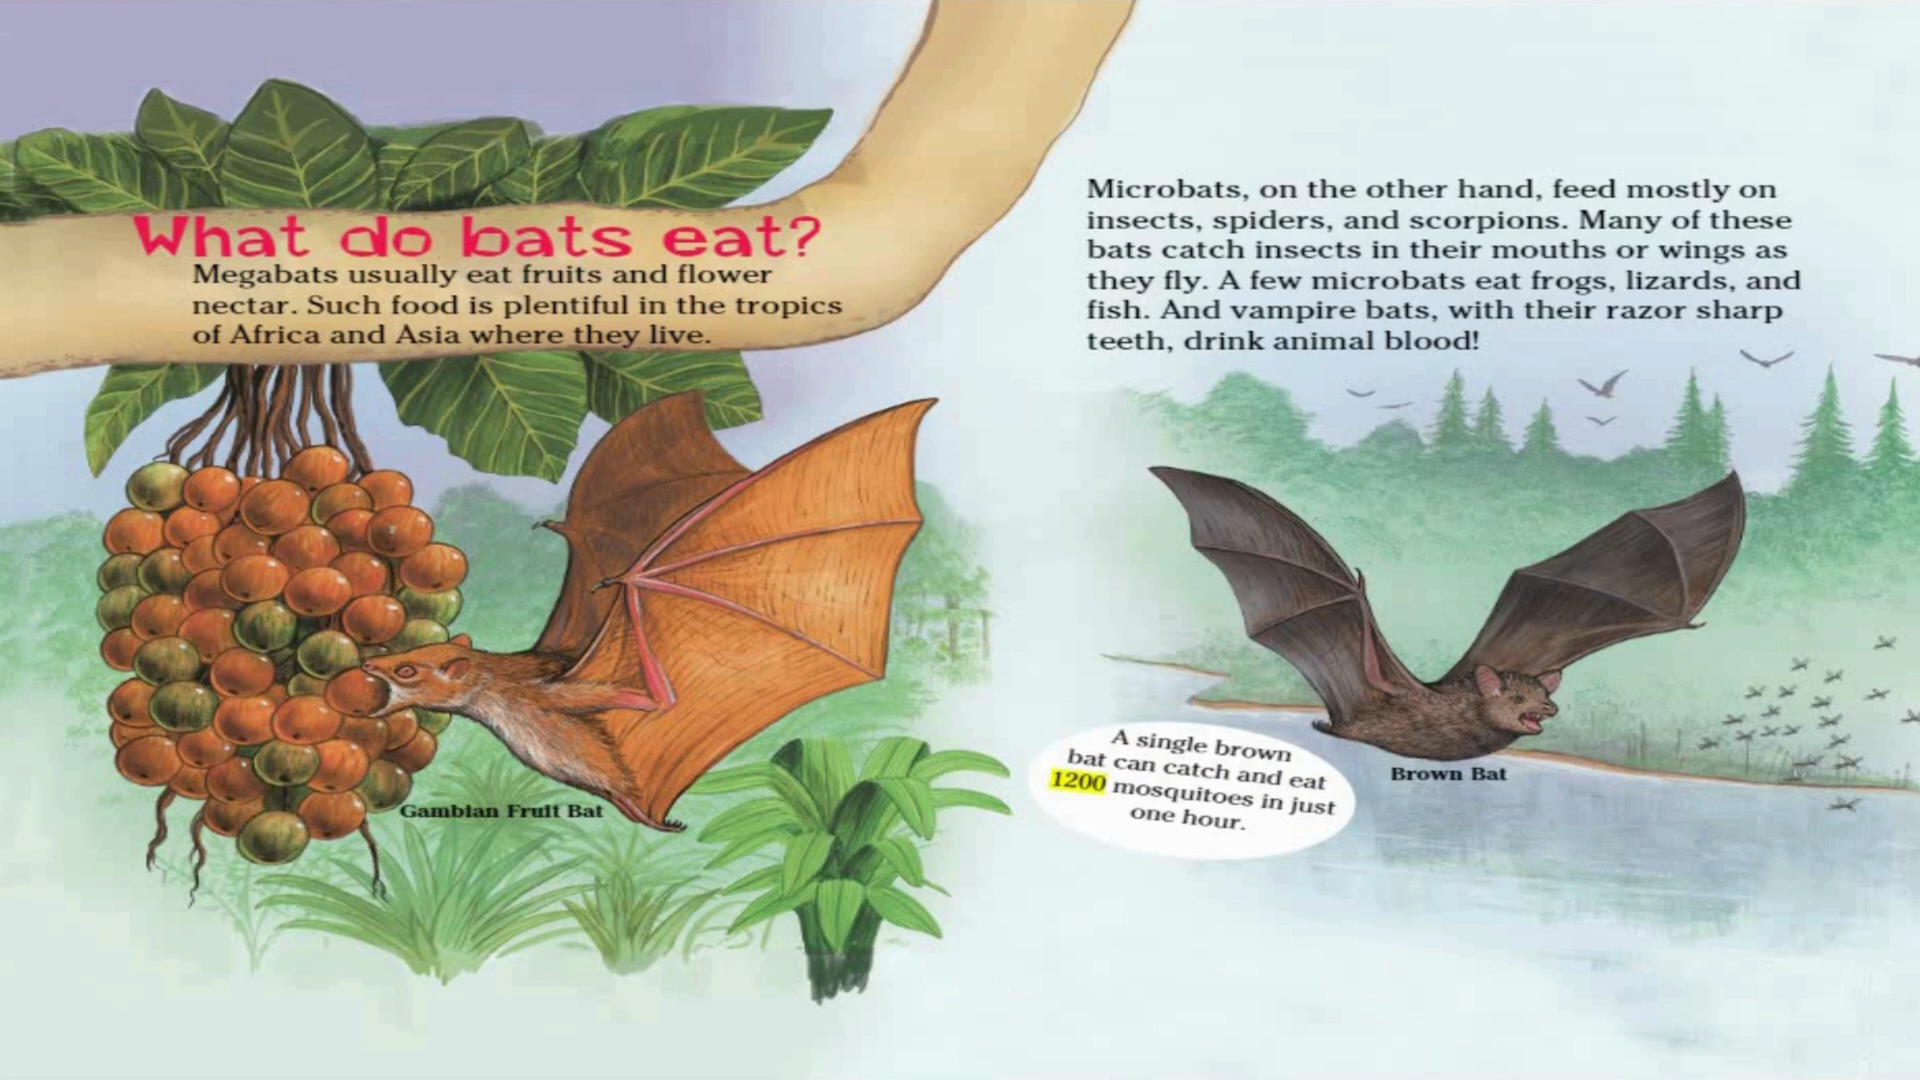 What do bats eat?
Megabats usually eat fruits and flower
nectar. Such food is plentiful in the tropics
of Africa and Asia where they live.
Gambian Fruit Bat
Microbats, on the other hand, feed mostly on
insects, spiders, and scorpions. Many of these
bats catch insects in their mouths or wings as
they fly. A few microbats eat frogs, lizards, and
fish. And vampire bats, with their razor sharp
teeth, drink animal blood!
A single brown
bat can catch and eat
1200 mosquitoes in just
one hour.
Brown Bat